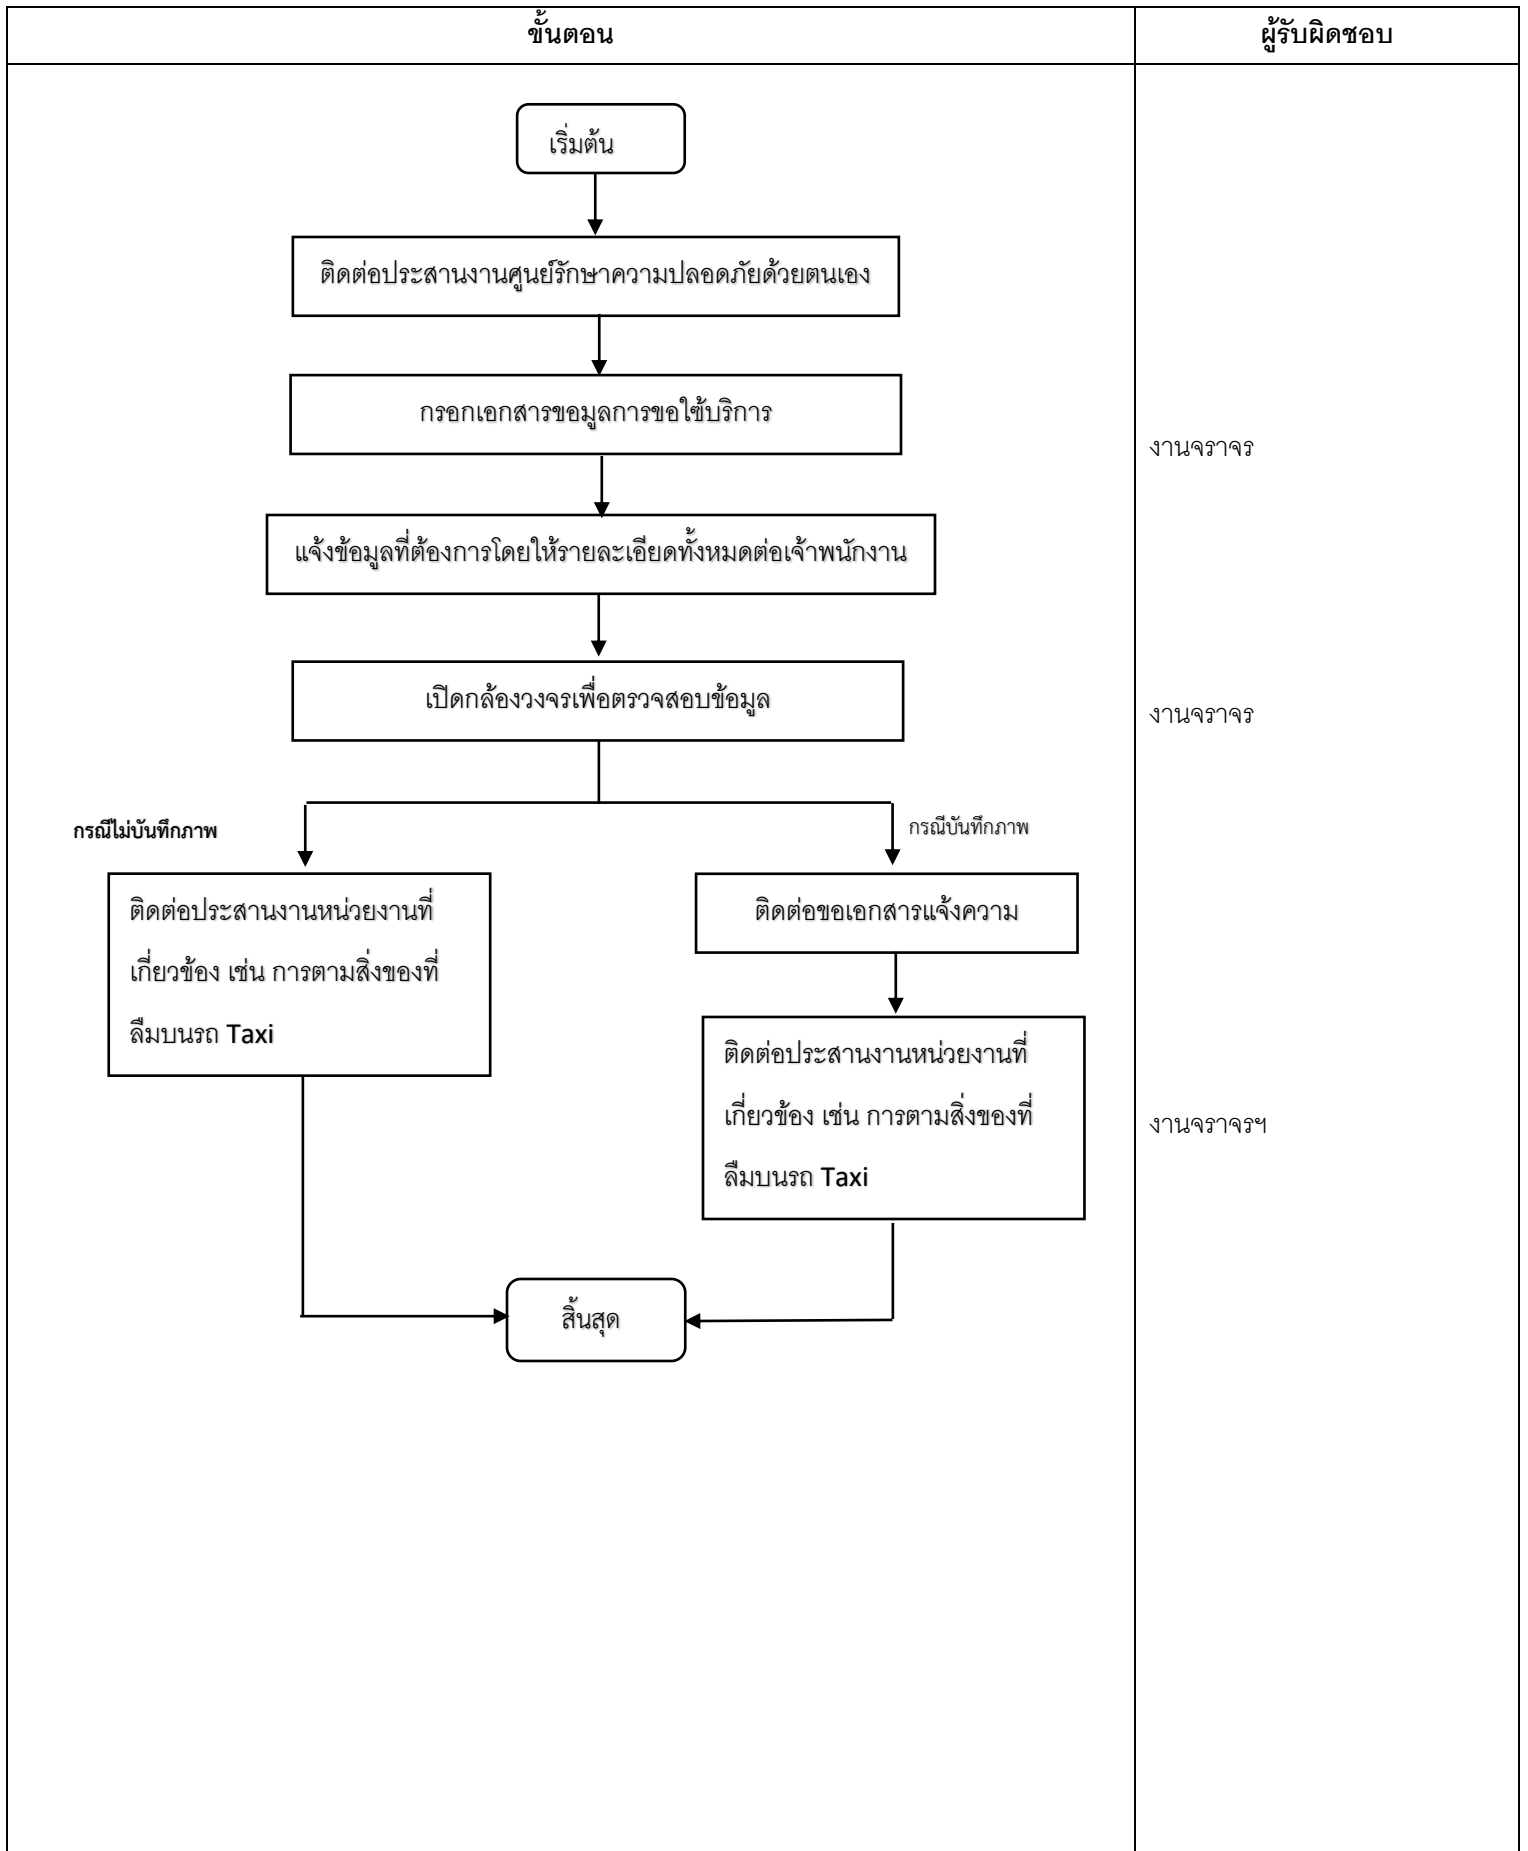 ขั้นตอน
ผู้รับผิดชอบ
เริ่มต้น
ติดต่อประสานงานศูนย์รักษาความปลอดภัยด้วยตนเอง
กรอกเอกสารขอมูลการขอใช้บริการ
งานจราจร
แจ้งข้อมูลที่ต้องการโดยให้รายละเอียดทั้งหมดต่อเจ้าพนักงาน
เปิดกล้องวงจรเพื่อตรวจสอบข้อมูล
งานจราจร
กรณีไม่บันทึกภาพ
กรณีบันทึกภาพ
ติดต่อประสานงานหน่วยงานที่
เกี่ยวข้อง เช่น การตามสิ่งของที่
ลืมบนรถ Taxi
ติดต่อขอเอกสารแจ้งความ
ติดต่อประสานงานหน่วยงานที่
เกี่ยวข้อง เช่น การตามสิ่งของที่
ลืมบนรถ Taxi
งานจราจรฯ
สิ้นสุด